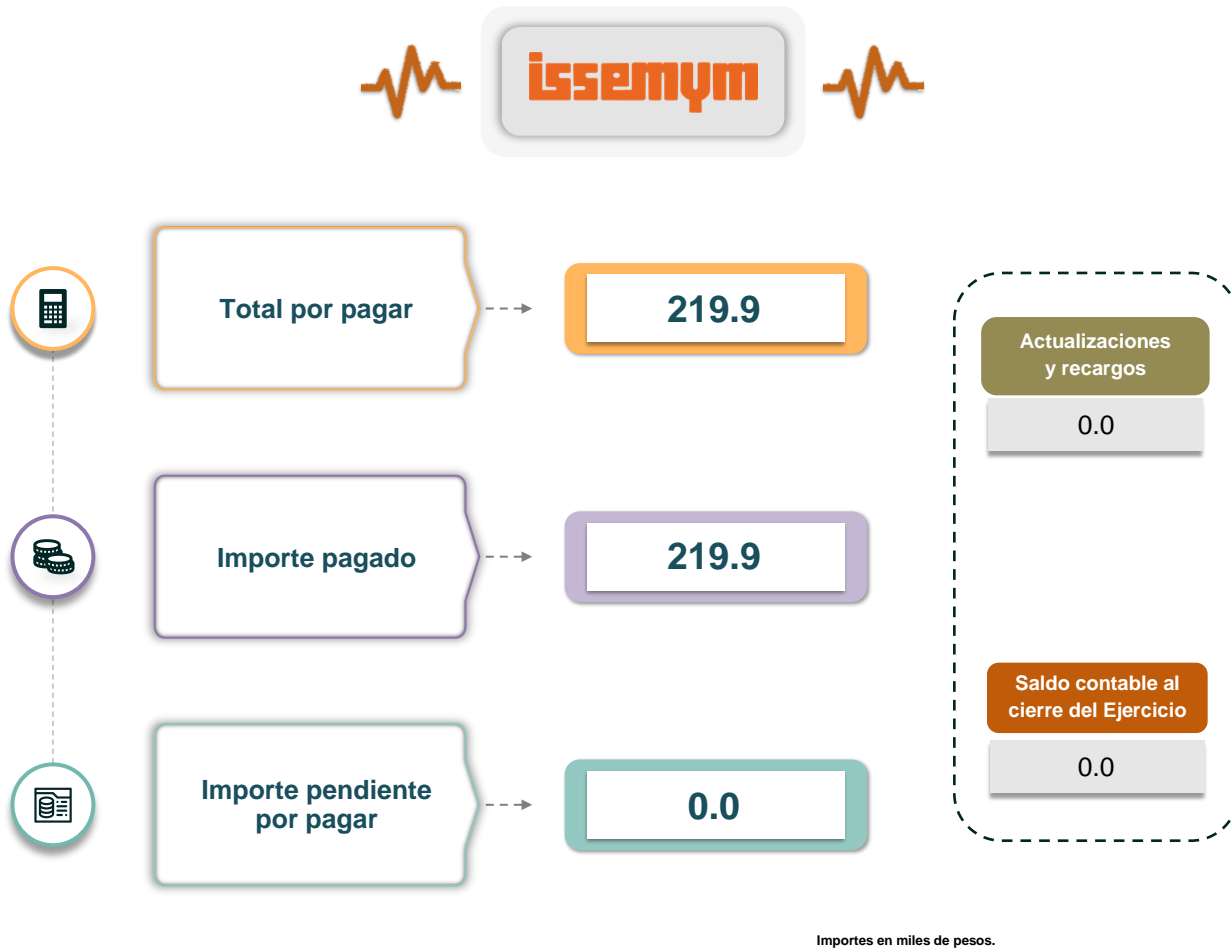 issemym
Total por pagar
219.9
Actualizaciones
y recargos
0.0
Importe pagado
219.9
Saldo contable al
cierre del Ejercicio
0.0
Importe pendiente
por pagar
0.0
Importes en miles de pesos.